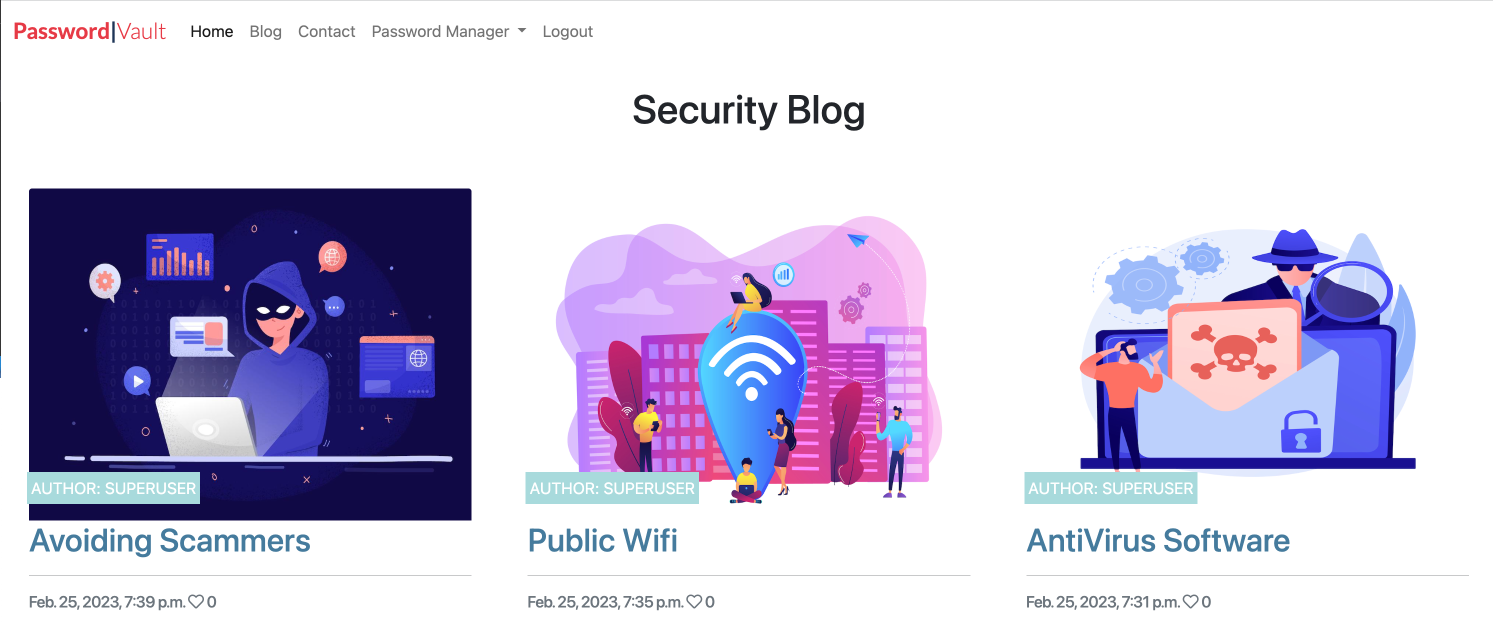 Password|Vault Home Blog Contact Password Manager Logout
Security Blog
AUTHOR: SUPERUSER
Avoiding Scammers
Feb. 25, 2023, 7:39 p.m. 0
AUTHOR: SUPERUSER
Public Wifi
Feb. 25, 2023, 7:35 p.m. 0
AUTHOR: SUPERUSER
AntiVirus Software
Feb. 25, 2023, 7:31 p.m. 0